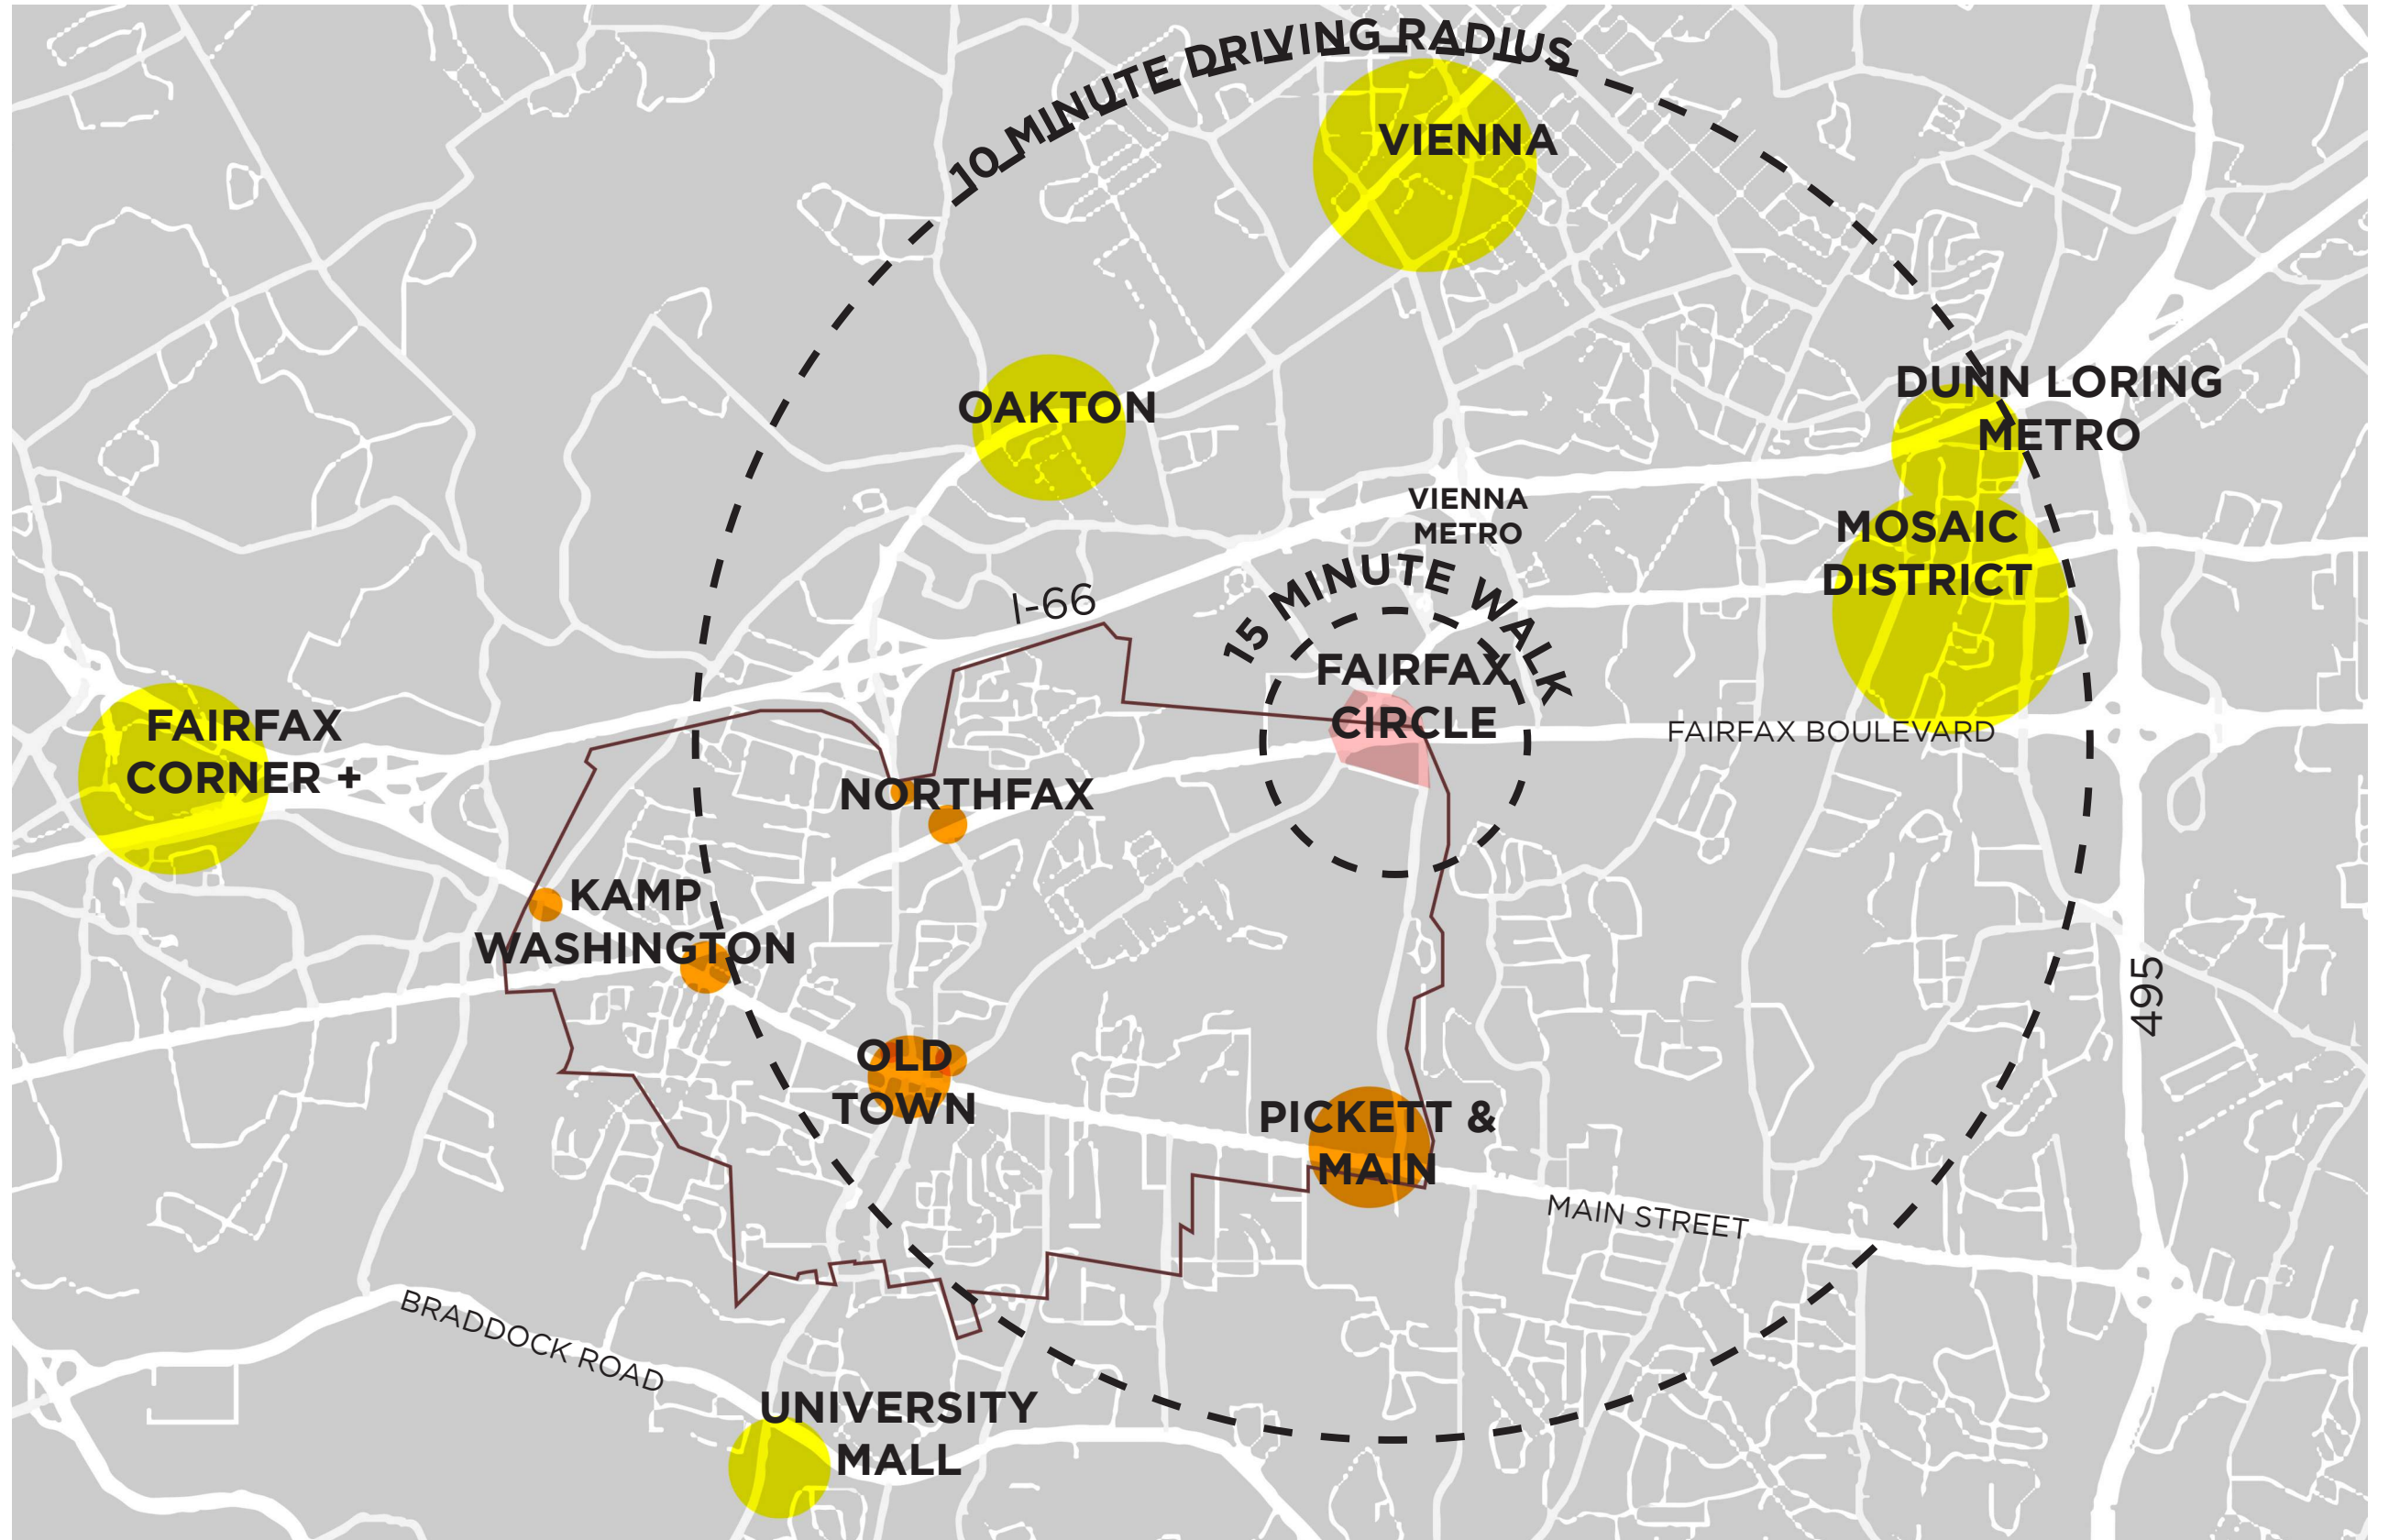 10 MINUTE DRIVING RADIUS
VIENNA
OAKTON
DUNN LORING
METRO
VIENNA
METRO
MOSAIC
DISTRICT
I-66
15 MINUTE WALK
FAIRFAX
CIRCLE
FAIRFAX BOULEVARD
FAIRFAX
CORNER +
NORTHFAX
KAMP
WASHINGTON
495
OLD
TOWN
PICKETT &
MAIN
MAIN STREET
BRADDOCK ROAD
UNIVERSITY
MALL